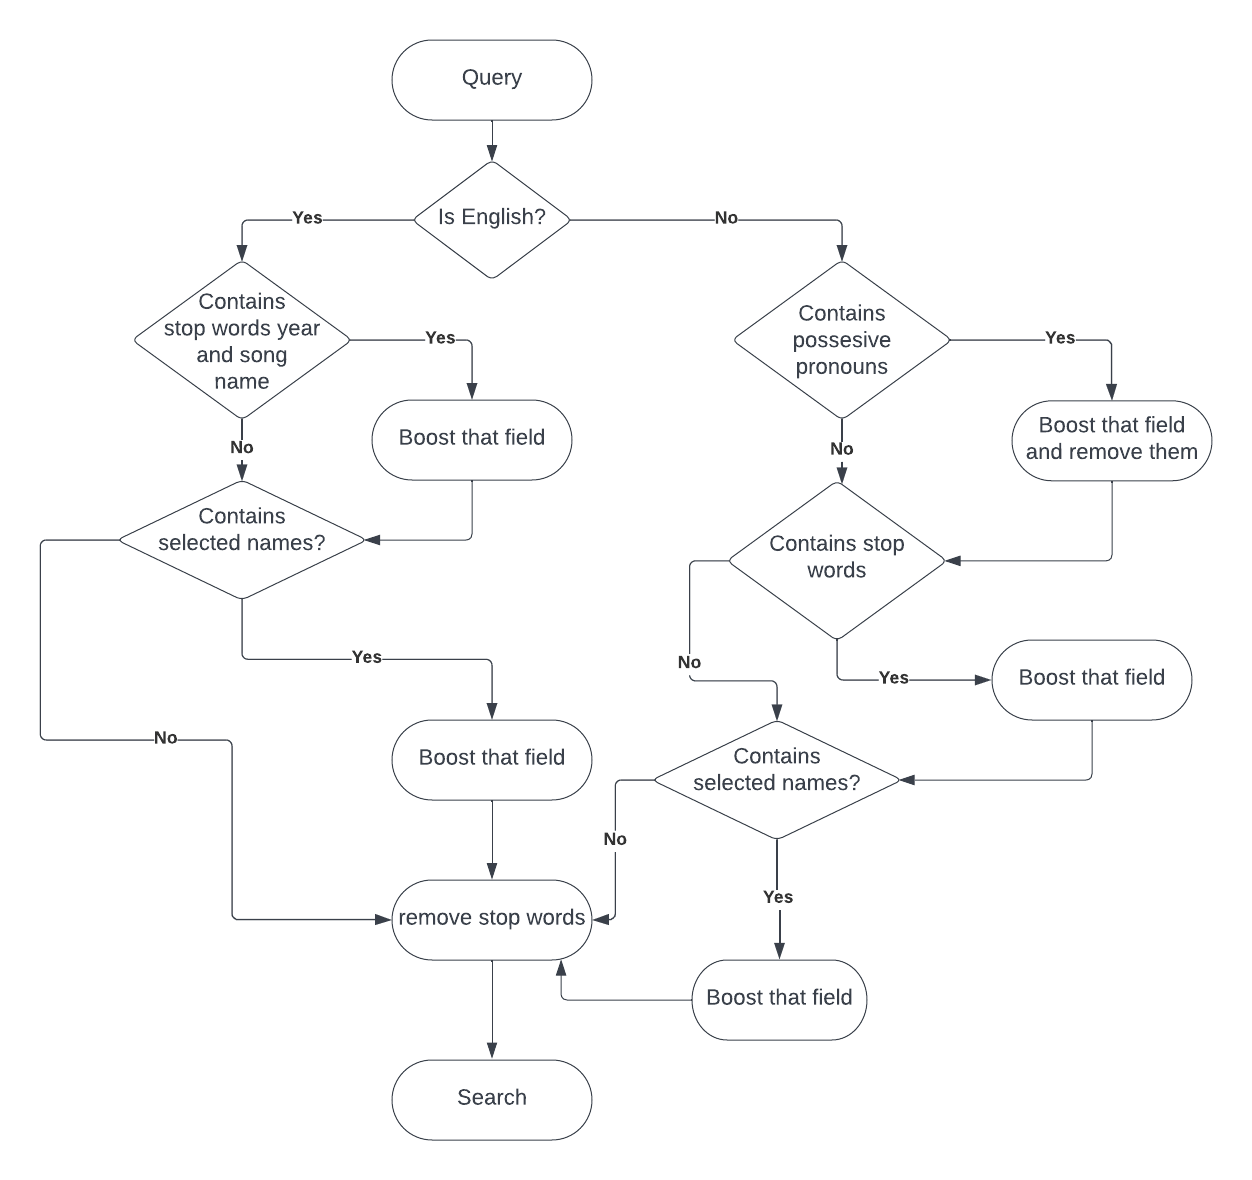 Query
Is English?
Yes
No
Contains
stop words year
and song
name
Yes
Boost that field
No
Contains
selected names?
Yes
No
Boost that field
Contains
possesive
pronouns
Yes
Boost that field
and remove them
No
Contains stop
words
No
Yes
Boost that field
Contains
selected names?
No
Yes
Boost that field
remove stop words
Search